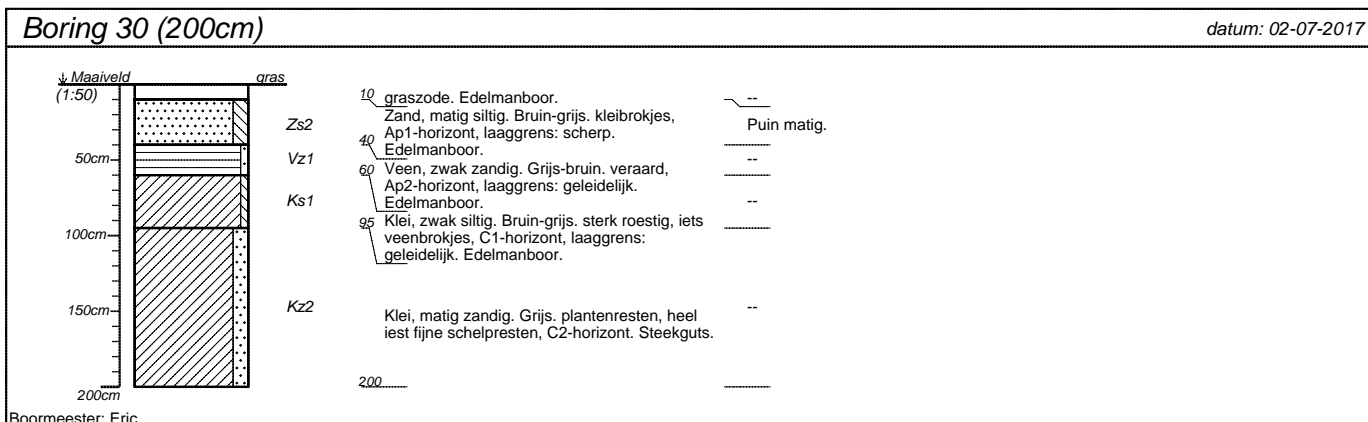 Boring 30 (200cm)
datum: 02-07-2017
Maaiveld
gras
(1:50)
50cm
100cm
150cm
200cm
Zs2
Vz1
Ks1
Kz2
10 graszode. Edelmanboor.
Zand, matig siltig. Bruin-grijs. kleibrokjes,
Ap1-horizont, laaggrens: scherp.
40 Edelmanboor.
60 Veen, zwak zandig. Grijs-bruin. veraard,
Ap2-horizont, laaggrens: geleidelijk.
Edelmanboor.
95 Klei, zwak siltig. Bruin-grijs. sterk roestig, iets
veenbrokjes, C1-horizont, laaggrens:
geleidelijk. Edelmanboor.
Klei, matig zandig. Grijs. plantenresten, heel
iest fijne schelpresten, C2-horizont. Steekguts.
200
--
Puin matig.
--
--
--
Boormeester: Eric